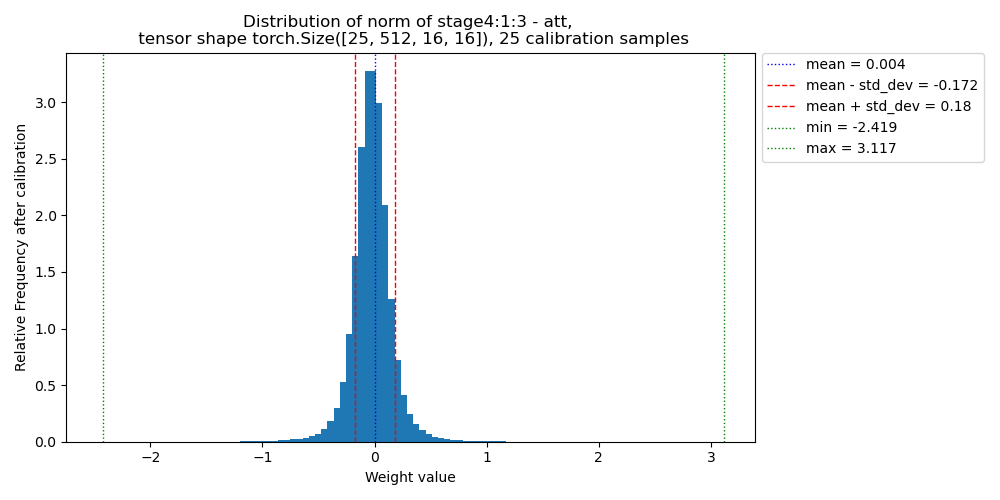 Distribution of norm of stage4:1:3 - att,
tensor shape torch.Size([25, 512, 16, 16]), 25 calibration samples
mean = 0.004
mean - std_dev = -0.172
mean + std_dev = 0.18
min = -2.419
max = 3.117
Relative Frequency after calibration
3.0
2.5
2.0
1.5
1.0
0.5
0.0
−2
−1
0
1
2
3
Weight value